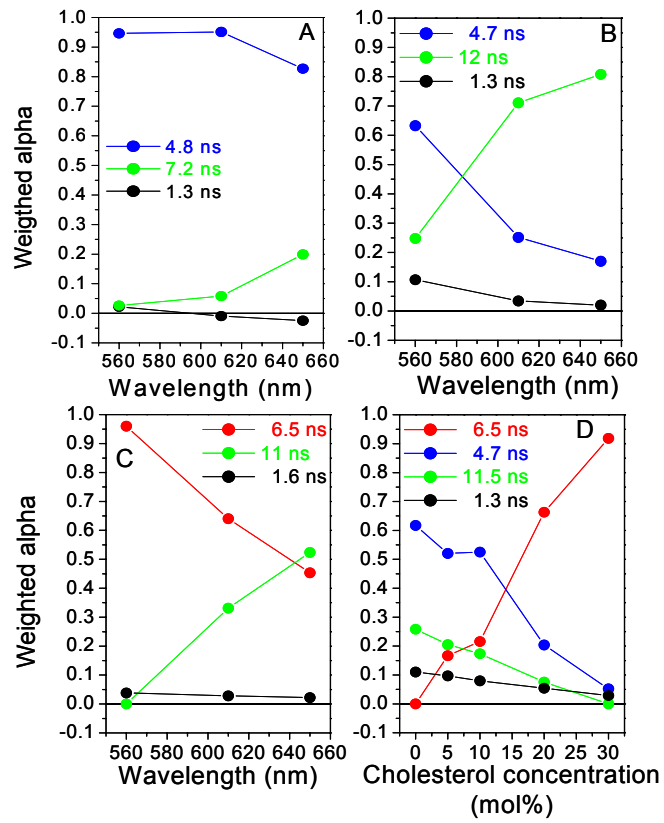 A
4.8 ns
7.2 ns
1.3 ns
1.0
0.9
0.8
0.7
0.6
0.5
0.4
0.3
0.2
0.1
0.0
-0.1
560 580 600 620 640 660
Weigthed alpha
Wavelength (nm)
B
4.7 ns
12 ns
1.3 ns
1.0
0.9
0.8
0.7
0.6
0.5
0.4
0.3
0.2
0.1
0.0
-0.1
560 580 600 620 640 660
Wavelength (nm)
C
6.5 ns
11 ns
1.6 ns
1.0
0.9
0.8
0.7
0.6
0.5
0.4
0.3
0.2
0.1
0.0
-0.1
560 580 600 620 640 660
Weighted alpha
Wavelength (nm)
D
6.5 ns
4.7 ns
11.5 ns
1.3 ns
1.0
0.9
0.8
0.7
0.6
0.5
0.4
0.3
0.2
0.1
0.0
-0.1
0 5 10 15 20 25 30
Cholesterol concentration
(mol%)